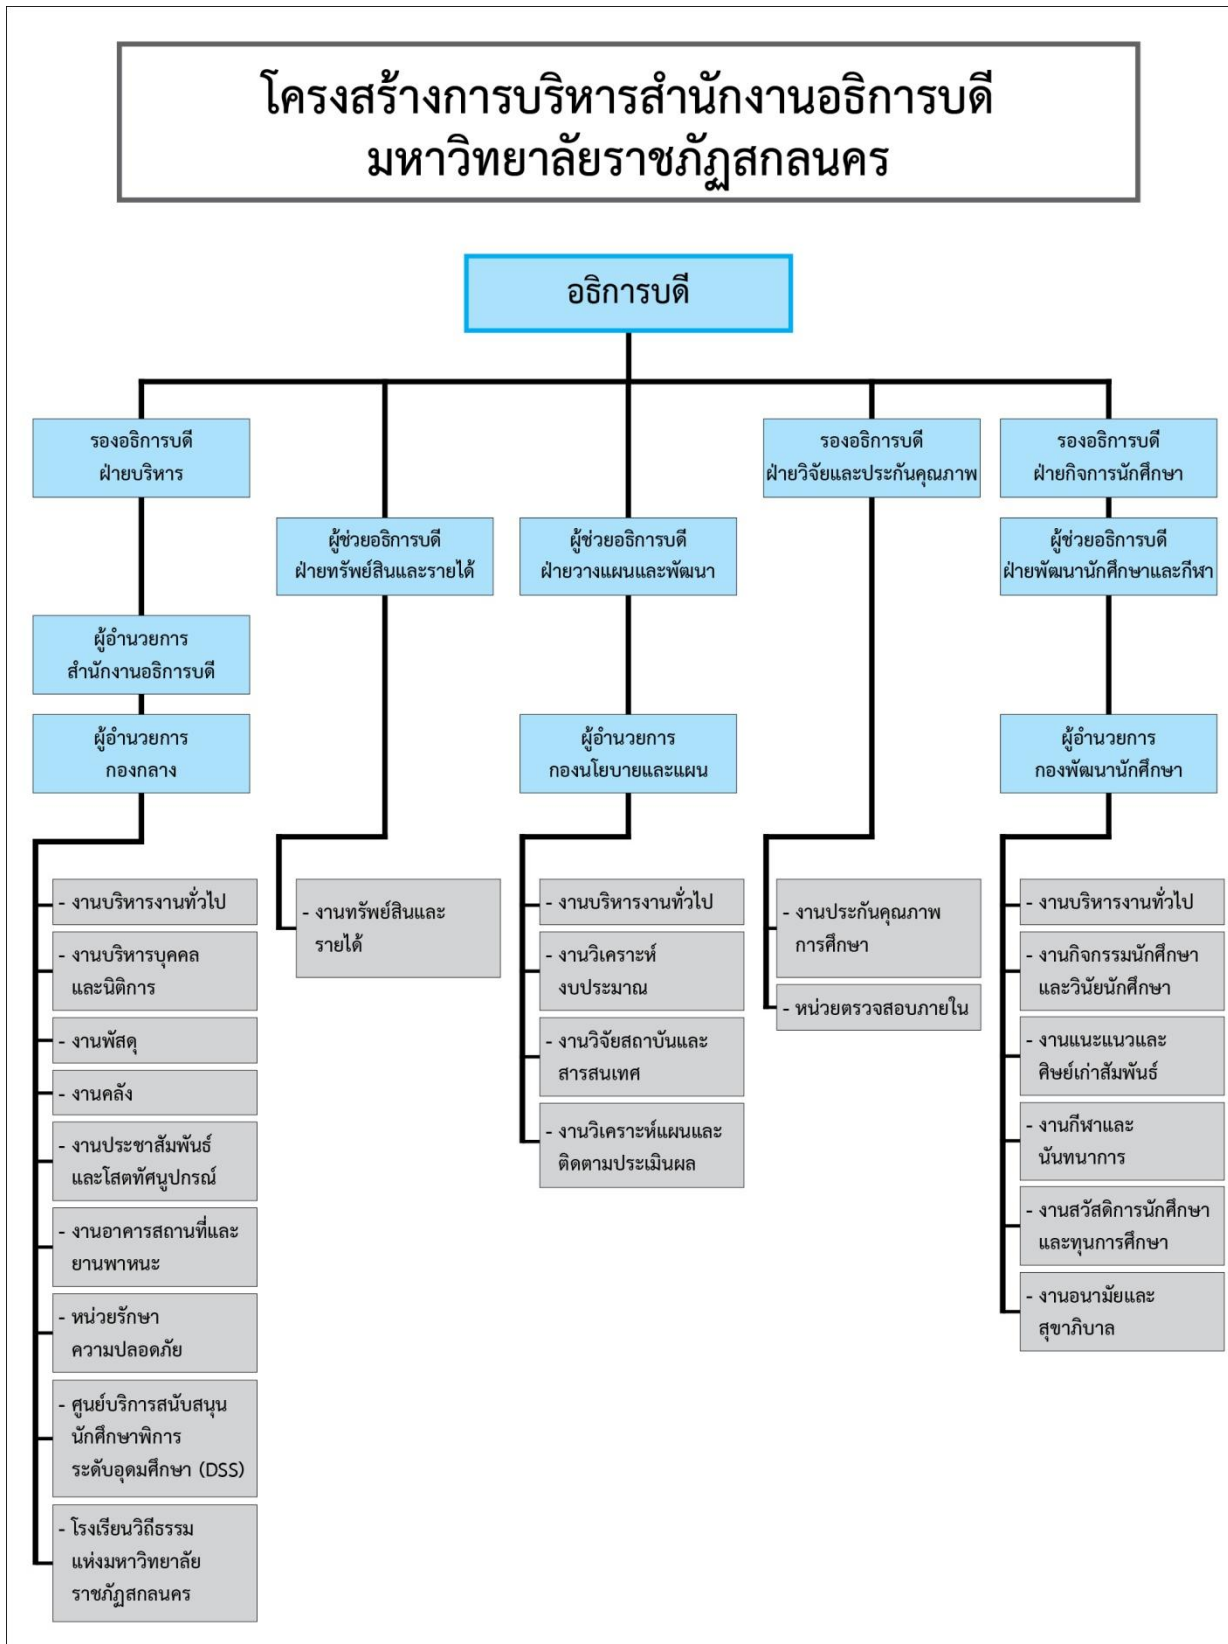 โครงสร้างการบริหารสำนักงานอธิการบดี
มหาวิทยาลัยราชภัฏสกลนคร
อธิการบดี
รองอธิการบดี
ฝ่ายบริหาร
ผู้อำนวยการ
สำนักงานอธิการบดี
ผู้อำนวยการ
กองกลาง
- งานบริหารงานทั่วไป
- งานบริหารบุคคล
และนิติการ
- งานพัสดุ
- งานคลัง
- งานประชาสัมพันธ์
และโสตทัศนูปกรณ์
- งานอาคารสถานที่และ
ยานพาหนะ
- หน่วยรักษา
ความปลอดภัย
- ศูนย์บริการสนับสนุน
นักศึกษาพิการ
ระดับอุดมศึกษา (DSS)
- โรงเรียนวิถีธรรม
แห่งมหาวิทยาลัย
ราชภัฏสกลนคร
ผู้ช่วยอธิการบดี
ฝ่ายทรัพย์สินและรายได้
- งานทรัพย์สินและ
รายได้
ผู้ช่วยอธิการบดี
ฝ่ายวางแผนและพัฒนา
ผู้อำนวยการ
กองนโยบายและแผน
- งานบริหารงานทั่วไป
- งานวิเคราะห์
งบประมาณ
- งานวิจัยสถาบันและ
สารสนเทศ
- งานวิเคราะห์แผนและ
ติดตามประเมินผล
รองอธิการบดี
ฝ่ายวิจัยและประกันคุณภาพ
- งานประกันคุณภาพ
การศึกษา
- หน่วยตรวจสอบภายใน
รองอธิการบดี
ฝ่ายกิจการนักศึกษา
ผู้ช่วยอธิการบดี
ฝ่ายพัฒนานักศึกษาและกีฬา
ผู้อำนวยการ
กองพัฒนานักศึกษา
- งานบริหารงานทั่วไป
- งานกิจกรรมนักศึกษา
และวินัยนักศึกษา
- งานแนะแนวและ
ศิษย์เก่าสัมพันธ์
- งานกีฬาและ
นันทนาการ
- งานสวัสดิการนักศึกษา
และทุนการศึกษา
- งานอนามัยและ
สุขาภิบาล